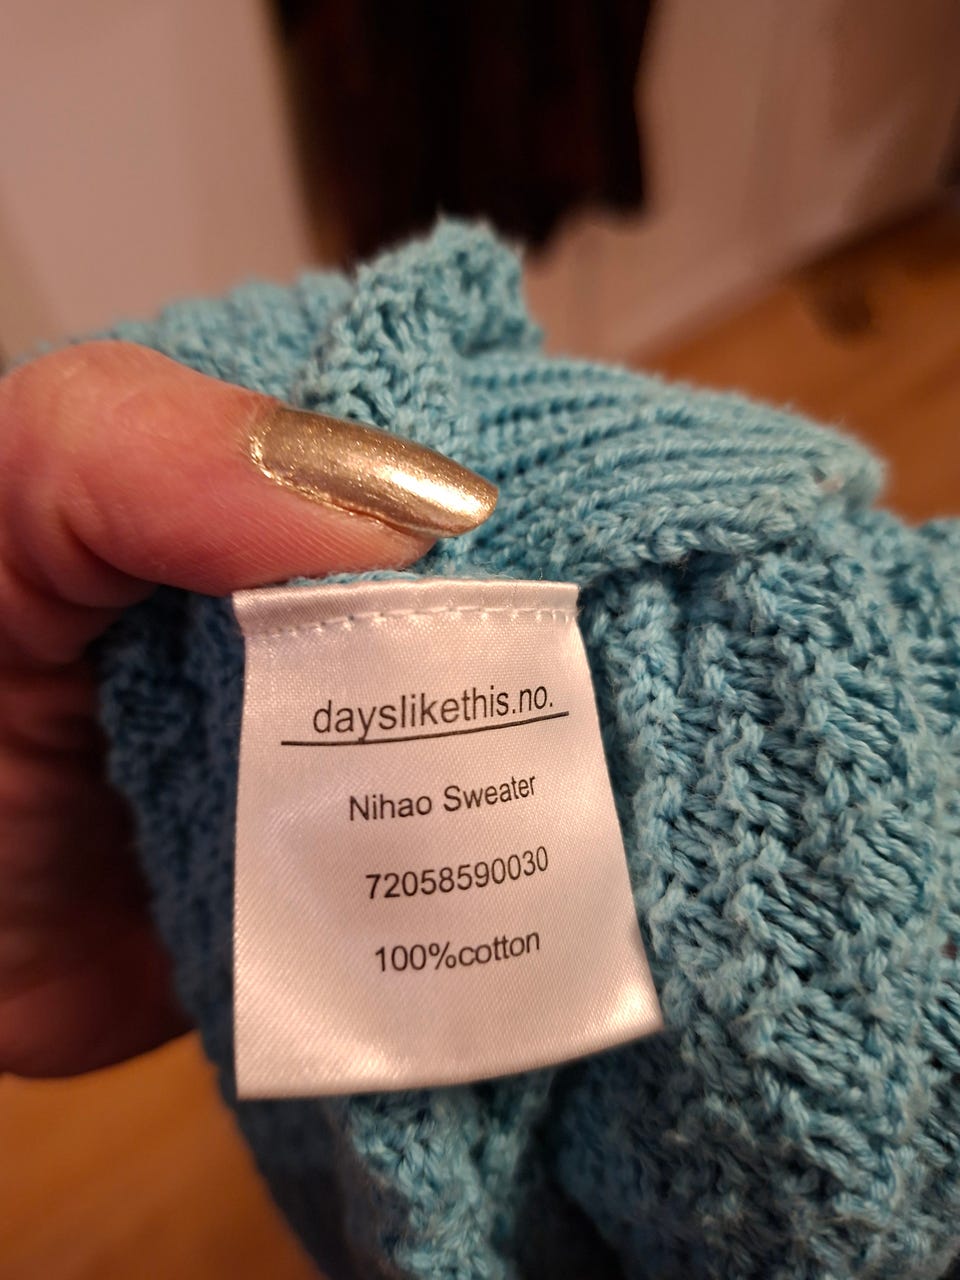 dayslikethis.no.
Nihao Sweater
72058590030
100%cotton